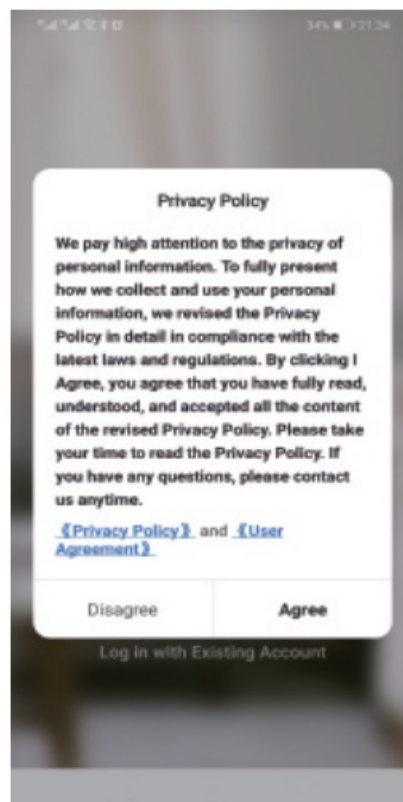 34% 21:34
Privacy Policy
We pay high attention to the privacy of
personal information. To fully present
how we collect and use your personal
information, we revised the Privacy
Policy in detail in compliance with the
latest laws and regulations. By clicking I
Agree, you agree that you have fully read,
understood, and accepted all the content
of the revised Privacy Policy. Please take
your time to read the Privacy Policy. If
you have any questions, please contact
us anytime.
《Privacy Policy》 and 《User
Agreement》
Disagree Agree
Log in with Existing Account